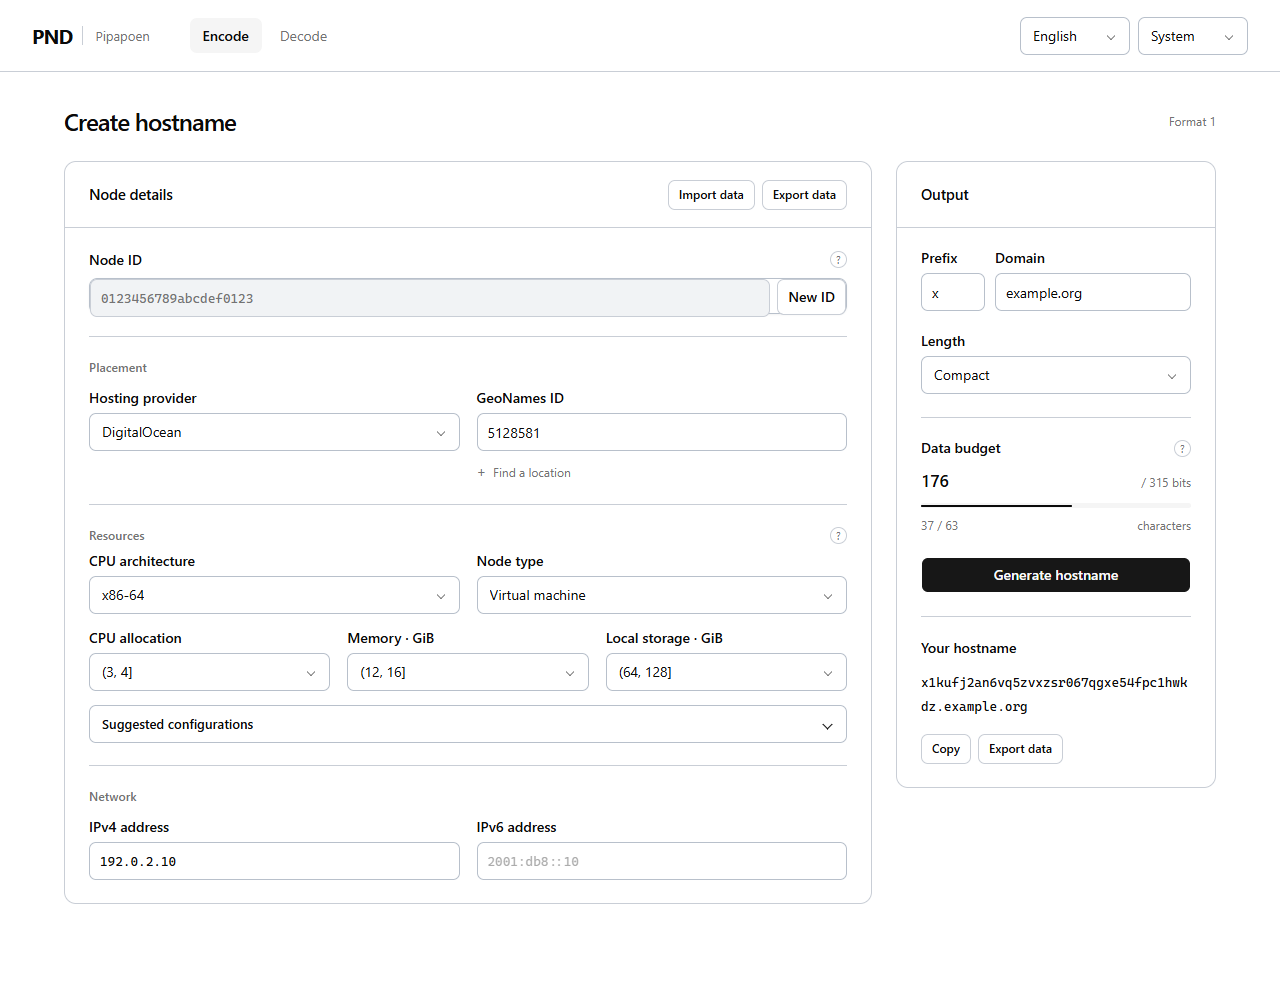 PND Pipapoen Encode Decode English System
Create hostname
Format 1
Node details Import data Export data
Node ID ?
0123456789abcdef0123 New ID
Placement
Hosting provider GeoNames ID
DigitalOcean 5128581
+ Find a location
Resources ?
CPU architecture Node type
x86-64 Virtual machine
CPU allocation Memory · GiB Local storage · GiB
(3, 4] (12, 16] (64, 128]
Suggested configurations
Network
IPv4 address IPv6 address
192.0.2.10 2001:db8::10
Output
Prefix Domain
x example.org
Length
Compact
Data budget ?
176 / 315 bits
37 / 63 characters
Generate hostname
Your hostname
x1kufj2an6vq5zvxzsr067qgxe54fpc1hwk
dz.example.org
Copy Export data